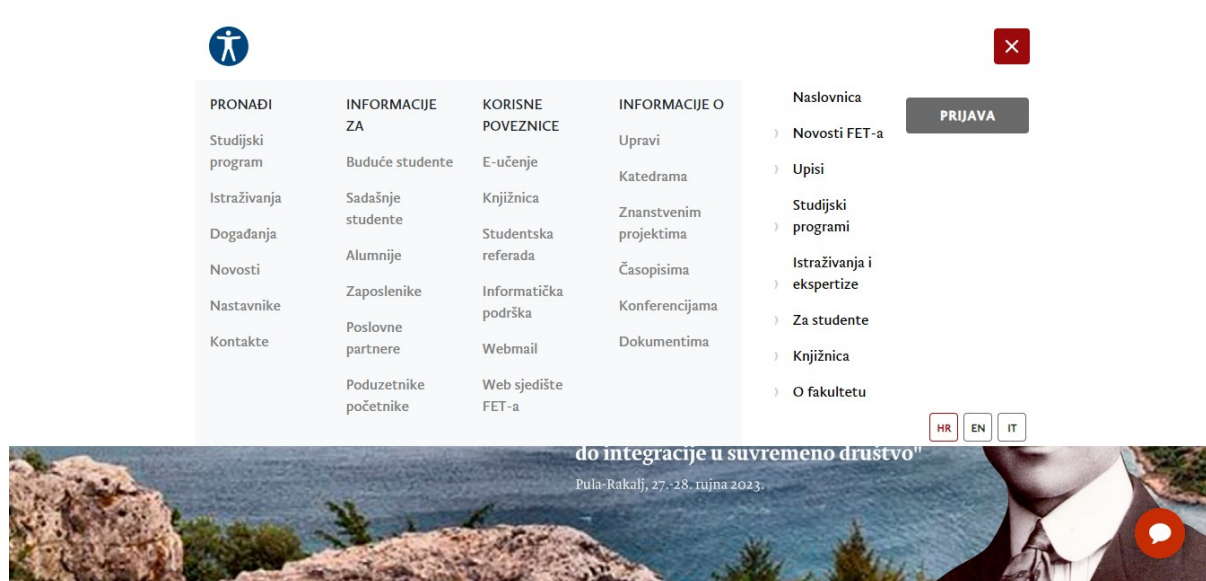 PRONAĐI
Studijski
program
Istraživanja
Događanja
Novosti
Nastavnike
Kontakte
INFORMACIJE
ZA
Buduće studente
Sadašnje
studente
Alumnije
Zaposlenike
Poslovne
partnere
Poduzetnike
početnike
KORISNE
POVEZNICE
E-učenje
Knjižnica
Studentska
referada
Informatička
podrška
Webmail
Web sjedište
FET-a
INFORMACIJE O
Upravi
Katedrama
Znanstvenim
projektima
Časopisima
Konferencijama
Dokumentima
Naslovnica
Novosti FET-a
Upisi
Studijski
programi
Istraživanja i
ekspertize
Za studente
Knjižnica
O fakultetu
PRIJAVA
HR EN IT
do integracije u suvremeno društvo"
Pula-Rakalj, 27.-28. rujna 2023.